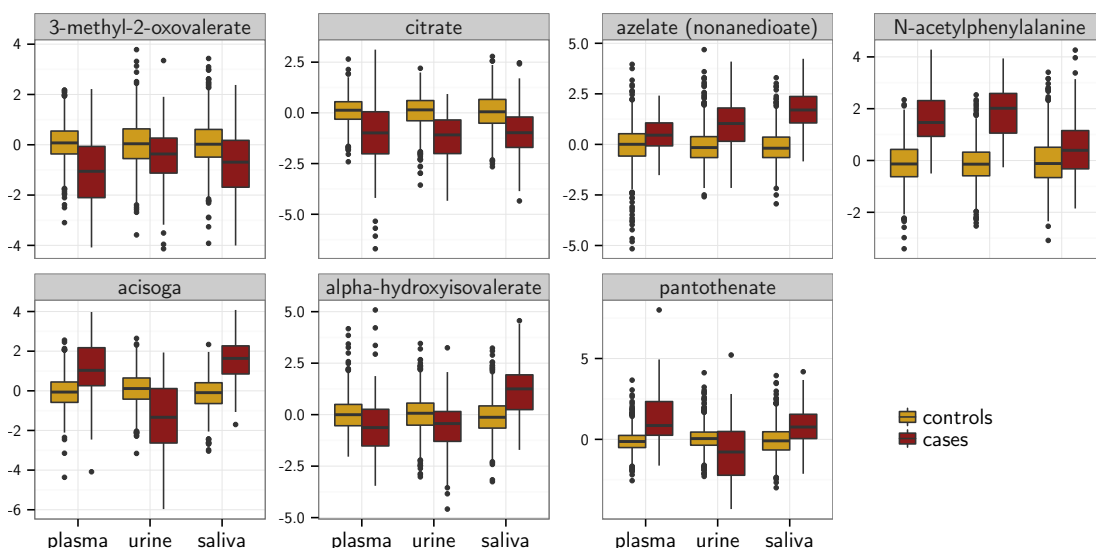 3-methyl-2-oxovalerate
citrate
azelate (nonanedioate)
N-acetylphenylalanine
4
2
0
-2
-4
2.5
0.0
-2.5
-5.0
5.0
2.5
0.0
-2.5
-5.0
4
2
0
-2
acisoga
alpha-hydroxyisovalerate
pantothenate
4
2
0
-2
-4
-6
5.0
2.5
0.0
-2.5
-5.0
5
0
controls
cases
plasma urine saliva
plasma urine saliva
plasma urine saliva